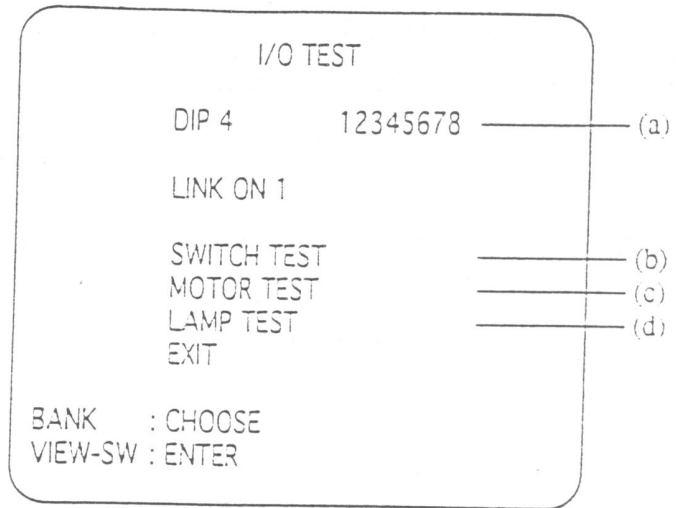 I/O TEST
DIP 4 12345678 (a)
LINK ON 1
SWITCH TEST (b)
MOTOR TEST (c)
LAMP TEST (d)
EXIT
BANK : CHOOSE
VIEW-SW : ENTER